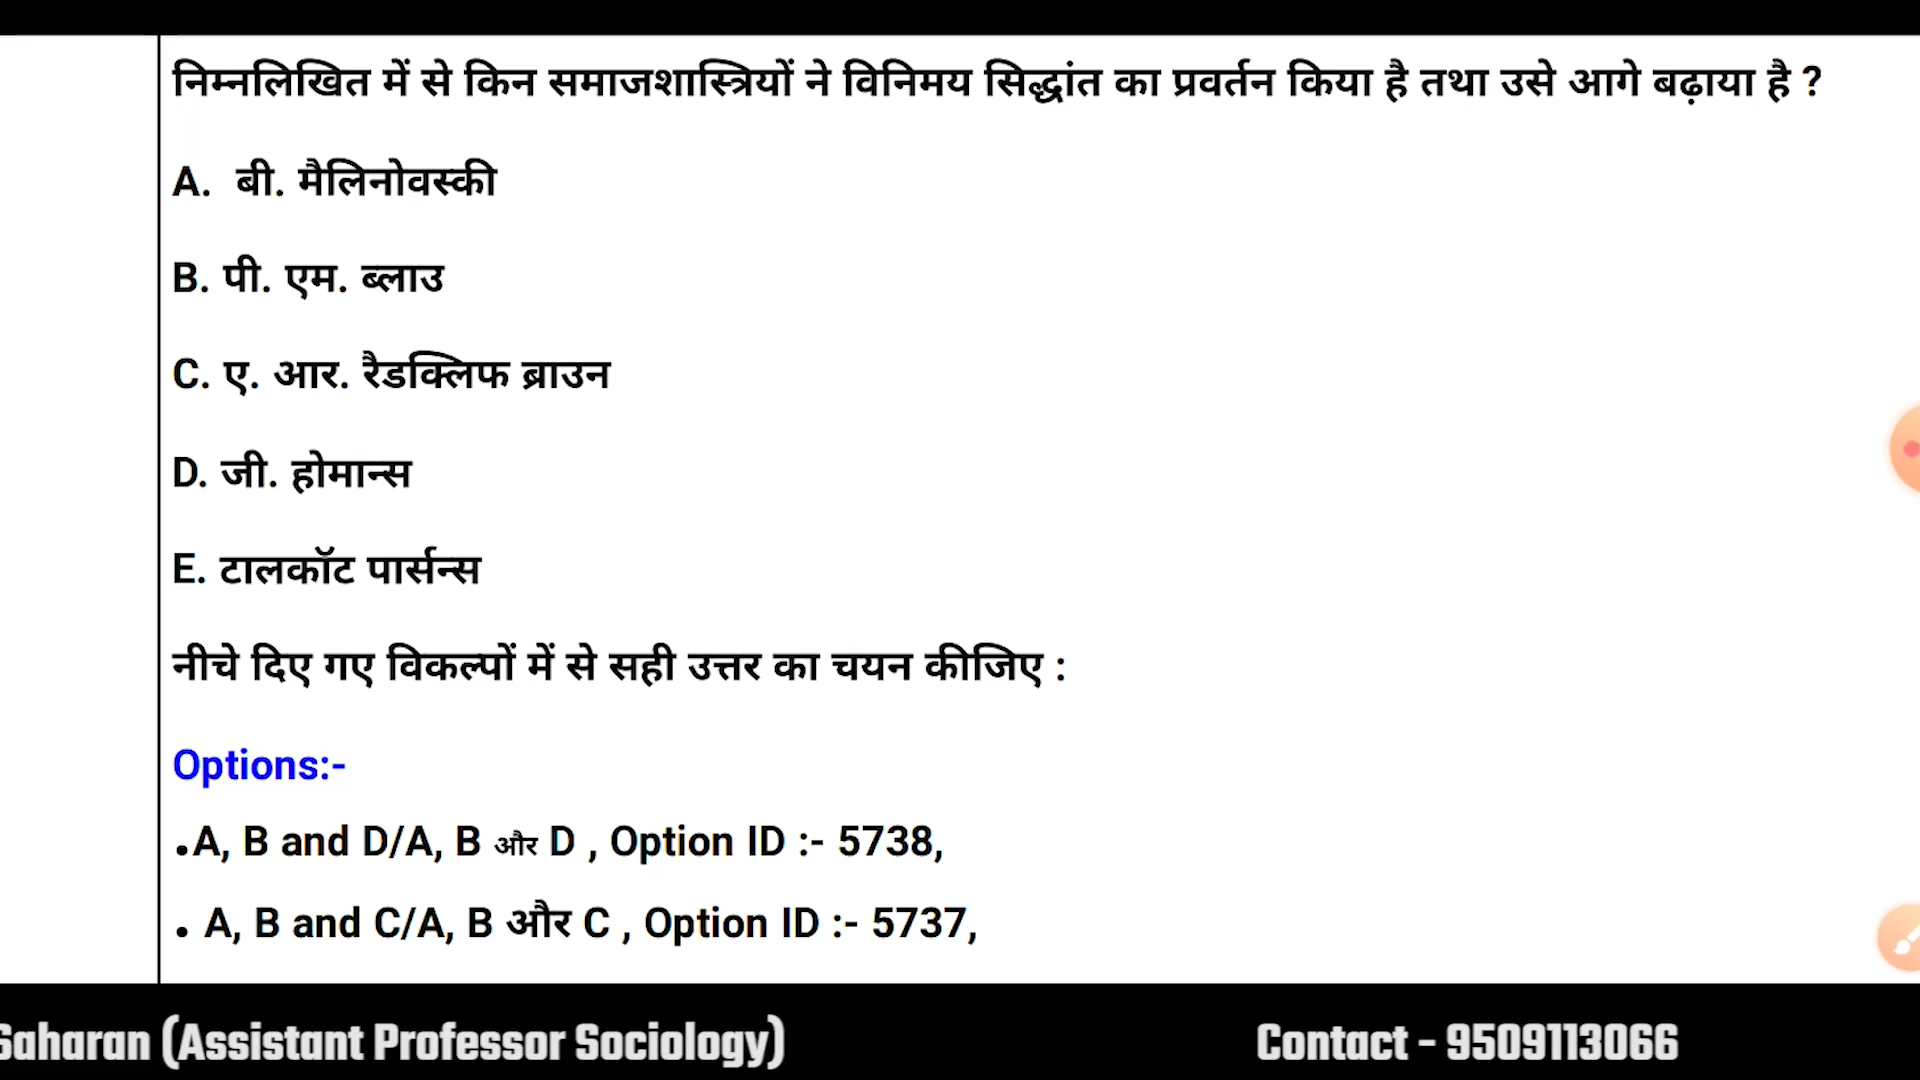 निम्नलिखित में से किन समाजशास्त्रियों ने विनिमय सिद्धांत का प्रवर्तन किया है तथा उसे आगे बढ़ाया है ?
A. बी. मैलिनोवस्की
B. पी. एम. ब्लाउ
C. ए. आर. रैडक्लिफ ब्राउन
D. जी. होमान्स
E. टालकॉट पार्सन्स
नीचे दिए गए विकल्पों में से सही उत्तर का चयन कीजिए :
Options:-
•A, B and D/A, B और D , Option ID :- 5738,
• A, B and C/A, B और C , Option ID :- 5737,
Saharan (Assistant Professor Sociology)
Contact - 9509113066